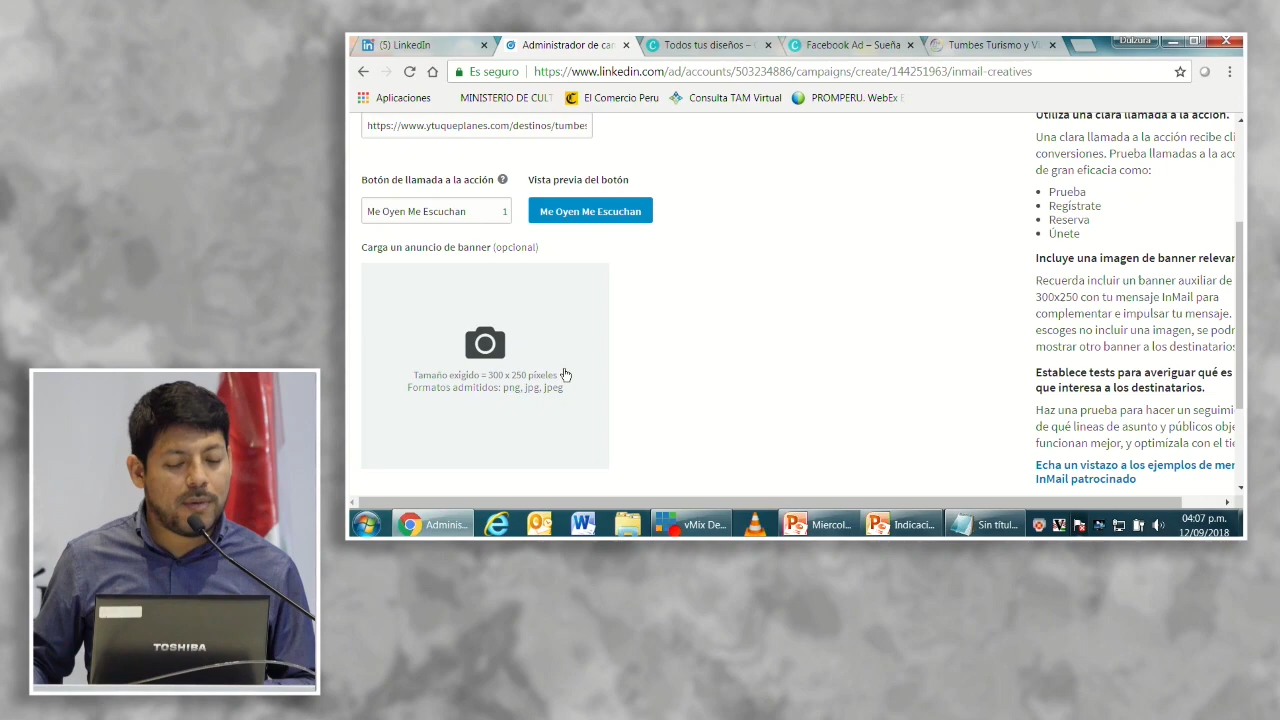 (5) LinkedIn
Administrador de car
Todos tus diseños –
Facebook Ad – Sueña
Tumbes Turismo y V
Dulzura
Es seguro
https://www.linkedin.com/ad/accounts/503234886/campaigns/create/144251963/inmail-creatives
Aplicaciones
MINISTERIO DE CULT
El Comercio Peru
Consulta TAM Virtual
PROMPERU. WebEx E
https://www.ytuqueplanes.com/destinos/tumbes
Botón de llamada a la acción
Vista previa del botón
Me Oyen Me Escuchan 1
Me Oyen Me Escuchan
Carga un anuncio de banner (opcional)
Tamaño exigido = 300 x 250 píxeles
Formatos admitidos: png, jpg, jpeg
Utiliza una clara llamada a la acción.
Una clara llamada a la acción recibe cli
conversiones. Prueba llamadas a la acc
de gran eficacia como:
Prueba
Regístrate
Reserva
Únete
Incluye una imagen de banner relevan
Recuerda incluir un banner auxiliar de
300x250 con tu mensaje InMail para
complementar e impulsar tu mensaje.
escoges no incluir una imagen, se podr
mostrar otro banner a los destinatarios
Establece tests para averiguar qué es
que interesa a los destinatarios.
Haz una prueba para hacer un seguimi
de qué lineas de asunto y públicos obje
funcionan mejor, y optimízala con el tie
Echa un vistazo a los ejemplos de mer
InMail patrocinado
Adminis...
vMix De...
Miercol...
Indicaci...
Sin títul...
04:07 p.m.
12/09/2018
TOSHIBA